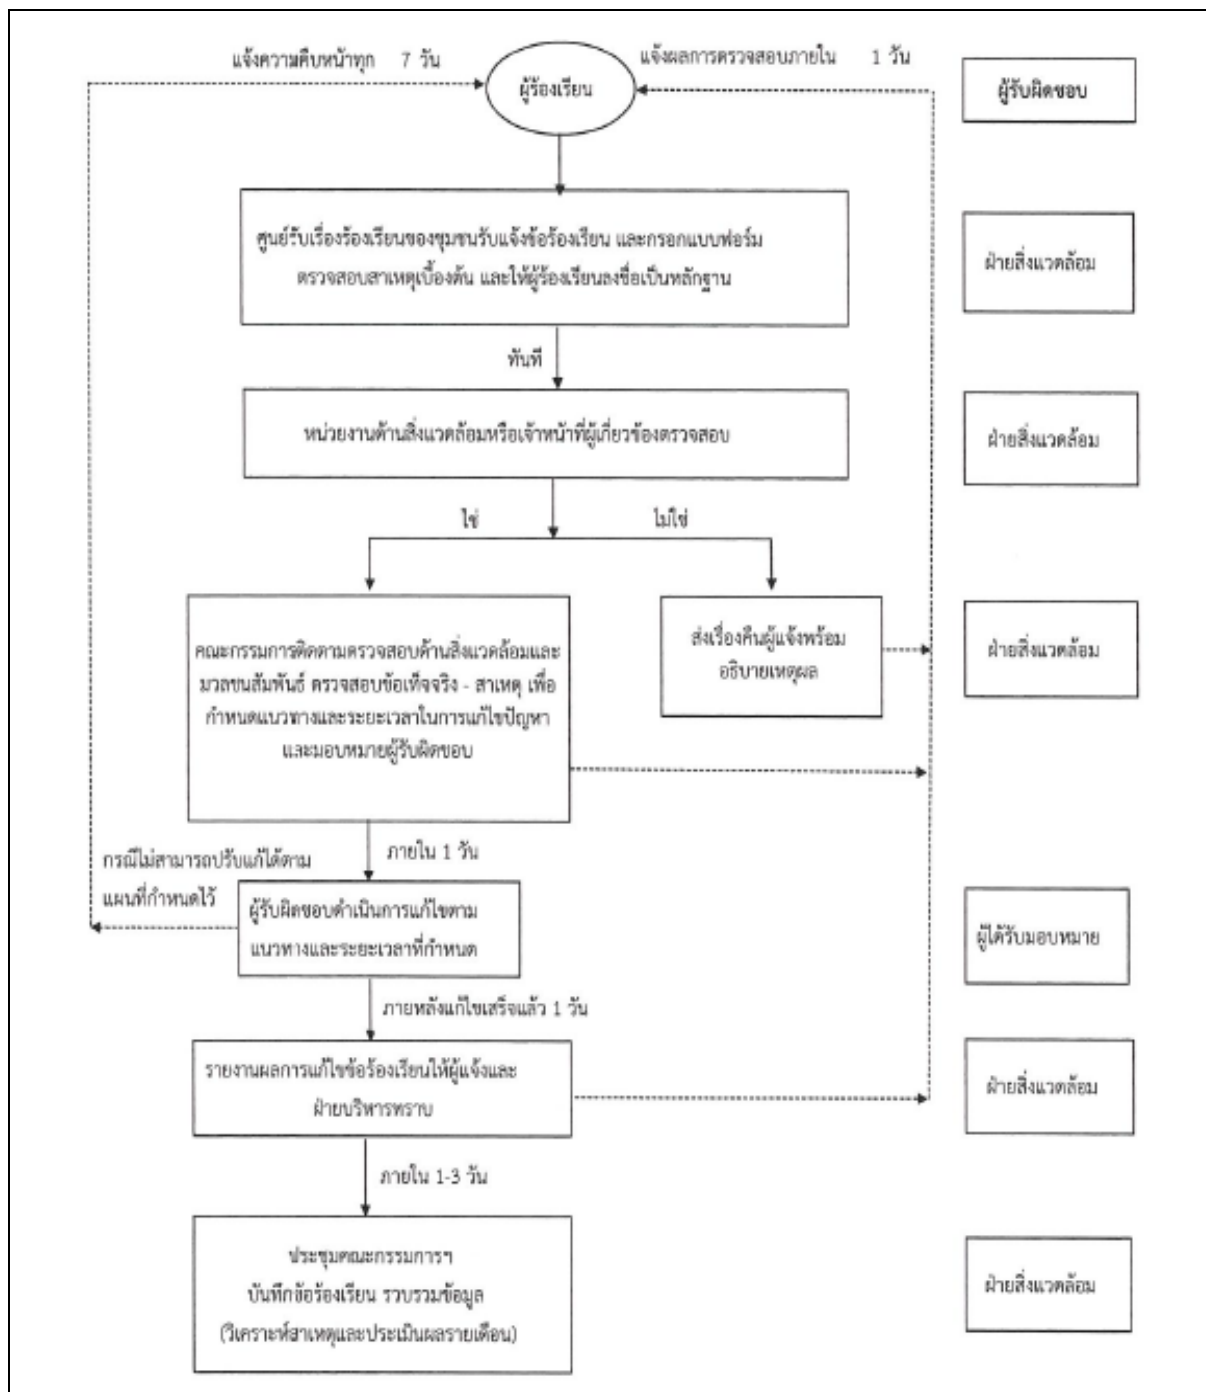 แจ้งความคืบหน้าทุก 7 วัน
แจ้งผลการตรวจสอบภายใน 1 วัน
ผู้ร้องเรียน
ผู้รับผิดชอบ
ศูนย์รับเรื่องร้องเรียนของชุมชนรับแจ้งข้อร้องเรียน และกรอกแบบฟอร์ม
ตรวจสอบสาเหตุเบื้องต้น และให้ผู้ร้องเรียนลงชื่อเป็นหลักฐาน
ฝ่ายสิ่งแวดล้อม
ทันที
หน่วยงานด้านสิ่งแวดล้อมหรือเจ้าหน้าที่ผู้เกี่ยวข้องตรวจสอบ
ฝ่ายสิ่งแวดล้อม
ใช่
ไม่ใช่
คณะกรรมการติดตามตรวจสอบด้านสิ่งแวดล้อมและ
มวลชนสัมพันธ์ ตรวจสอบข้อเท็จจริง - สาเหตุ เพื่อ
กำหนดแนวทางและระยะเวลาในการแก้ไขปัญหา
และมอบหมายผู้รับผิดชอบ
ส่งเรื่องคืนผู้แจ้งพร้อม
อธิบายเหตุผล
ฝ่ายสิ่งแวดล้อม
ภายใน 1 วัน
กรณีไม่สามารถปรับแก้ได้ตาม
แผนที่กำหนดไว้
ผู้รับผิดชอบดำเนินการแก้ไขตาม
แนวทางและระยะเวลาที่กำหนด
ผู้ได้รับมอบหมาย
ภายหลังแก้ไขเสร็จแล้ว 1 วัน
รายงานผลการแก้ไขข้อร้องเรียนให้ผู้แจ้งและ
ฝ่ายบริหารทราบ
ฝ่ายสิ่งแวดล้อม
ภายใน 1-3 วัน
ประชุมคณะกรรมการฯ
บันทึกข้อร้องเรียน รวบรวมข้อมูล
(วิเคราะห์สาเหตุและประเมินผลรายเดือน)
ฝ่ายสิ่งแวดล้อม